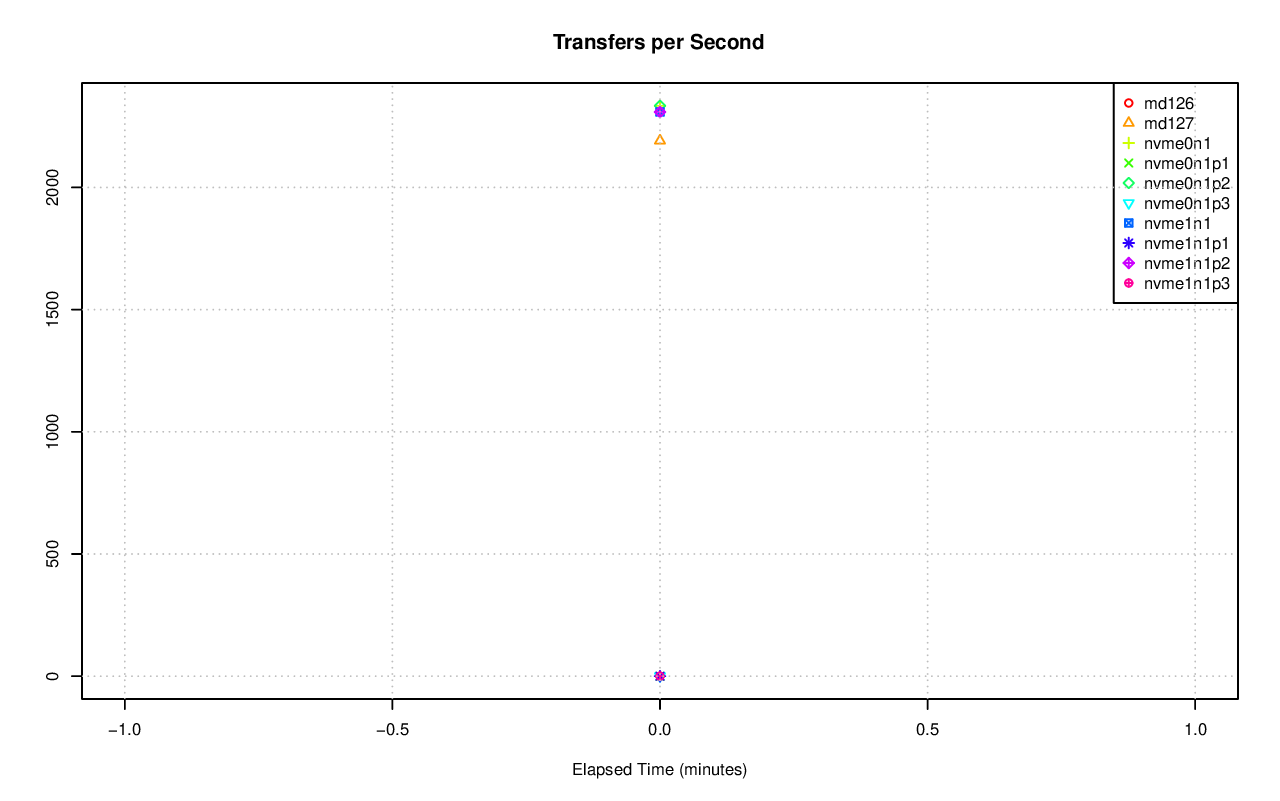 Transfers per Second
md126
md127
nvme0n1
nvme0n1p1
nvme0n1p2
nvme0n1p3
nvme1n1
nvme1n1p1
nvme1n1p2
nvme1n1p3
2000
1500
1000
500
0
−1.0 −0.5 0.0 0.5 1.0
Elapsed Time (minutes)